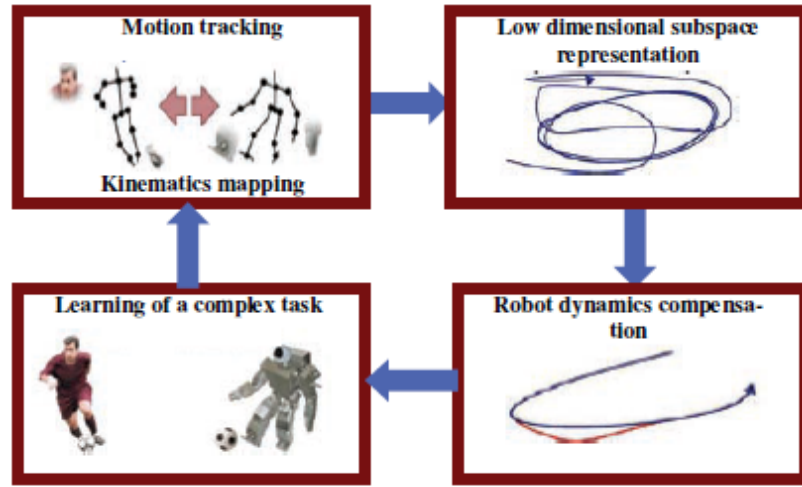 Motion tracking
Kinematics mapping
Low dimensional subspace
representation
Learning of a complex task
Robot dynamics compensa-
tion